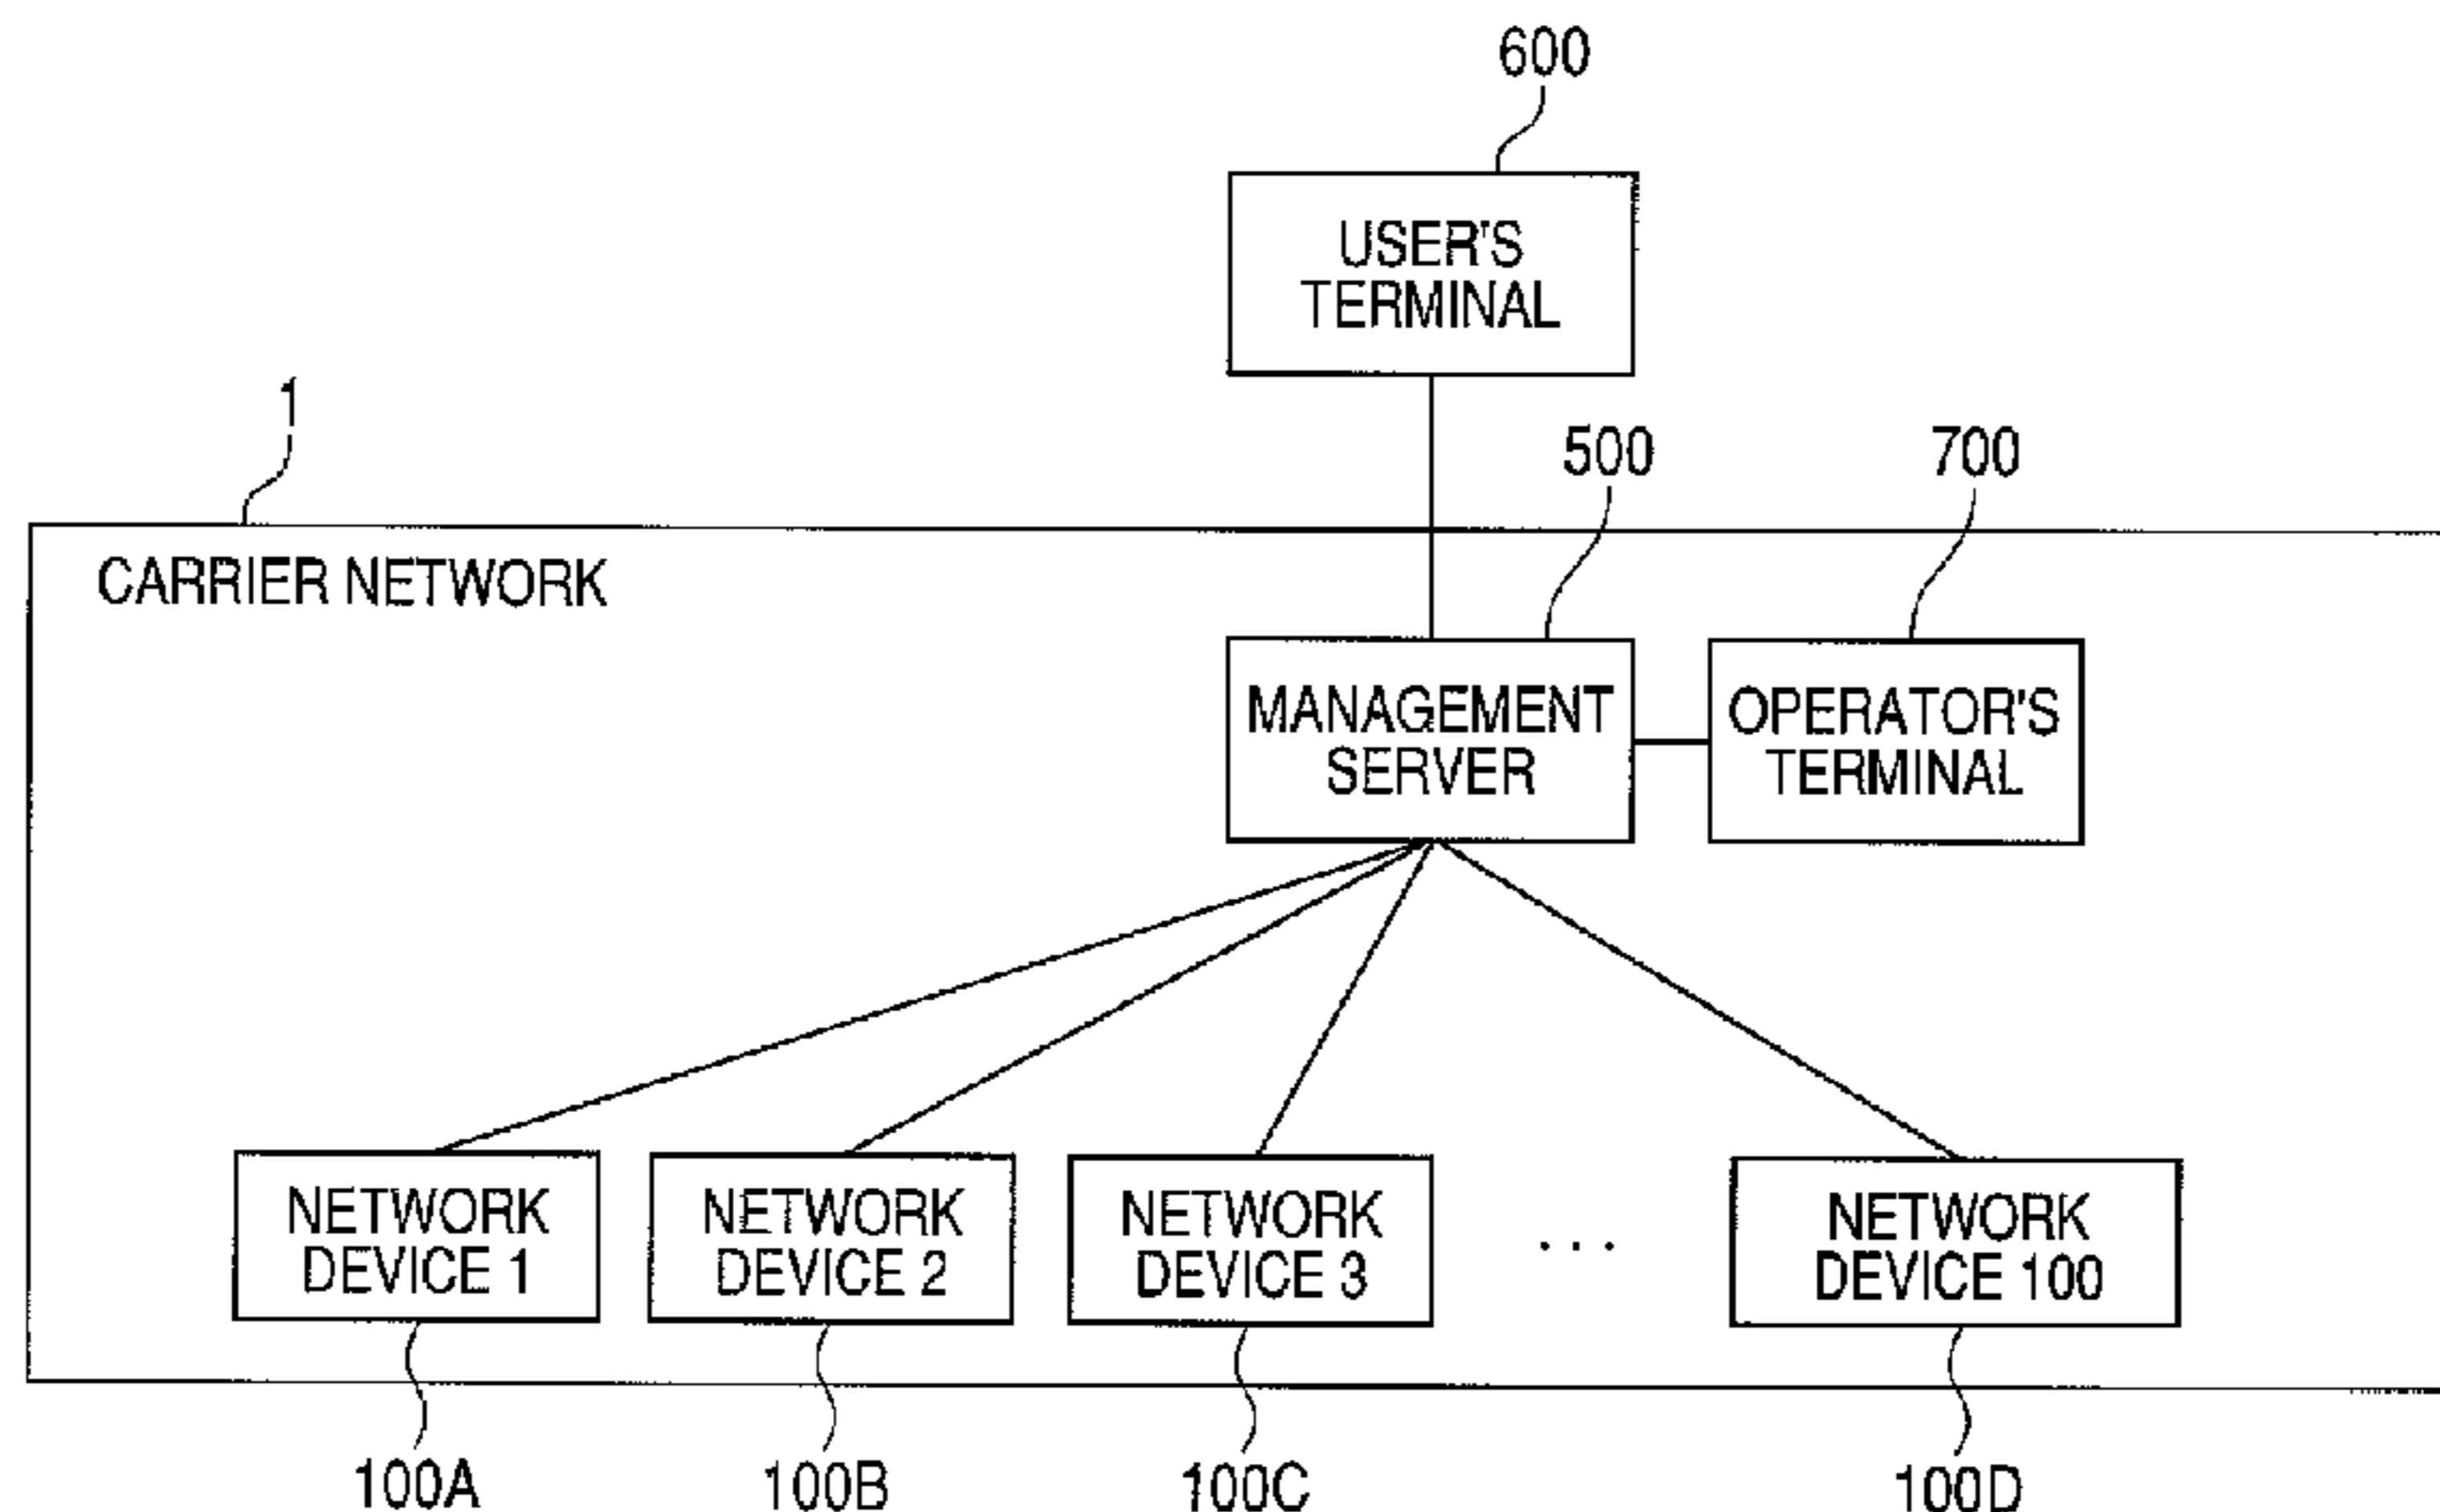 600
USER'S
TERMINAL
1
500
700
CARRIER NETWORK
MANAGEMENT
SERVER
OPERATOR'S
TERMINAL
NETWORK
DEVICE 1
NETWORK
DEVICE 2
NETWORK
DEVICE 3
. . .
NETWORK
DEVICE 100
100A
100B
100C
100D